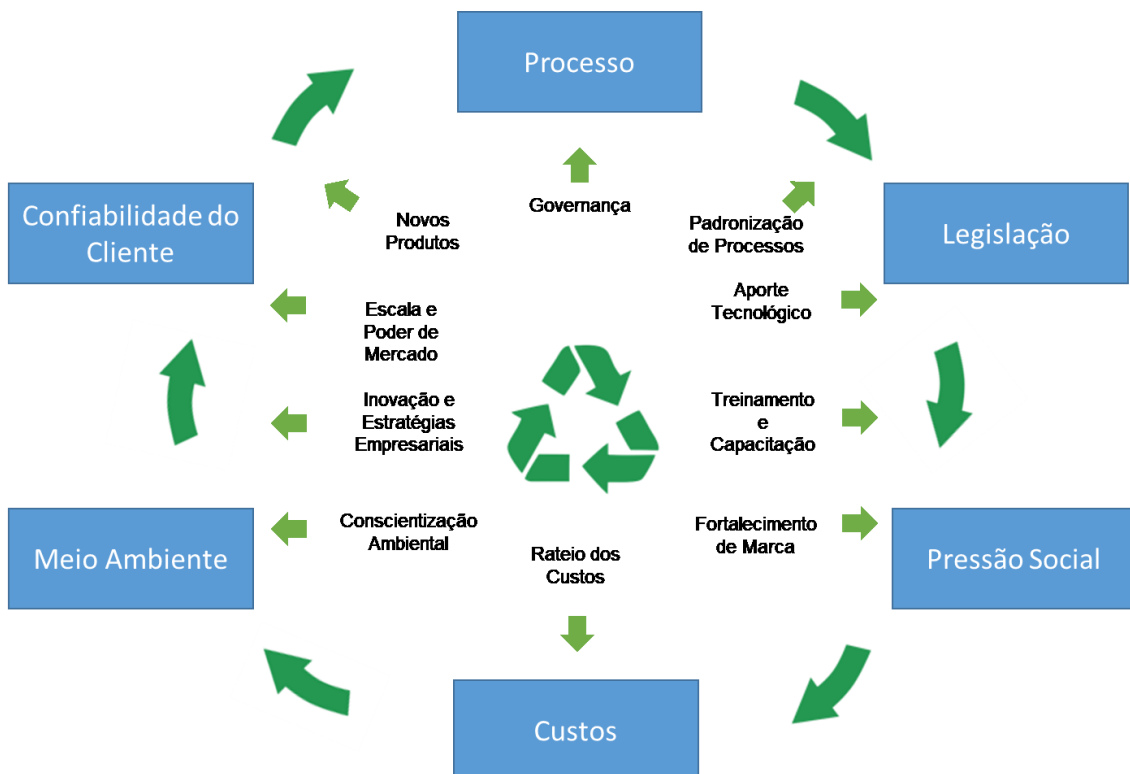 Processo
Confiabilidade do
Cliente
Legislação
Governança
Novos
Produtos
Padronização
de Processos
Aporte
Tecnológico
Escala e
Poder de
Mercado
Inovação e
Estratégias
Empresariais
Treinamento
e
Capacitação
Conscientização
Ambiental
Fortalecimento
de Marca
Rateio dos
Custos
Meio Ambiente
Pressão Social
Custos